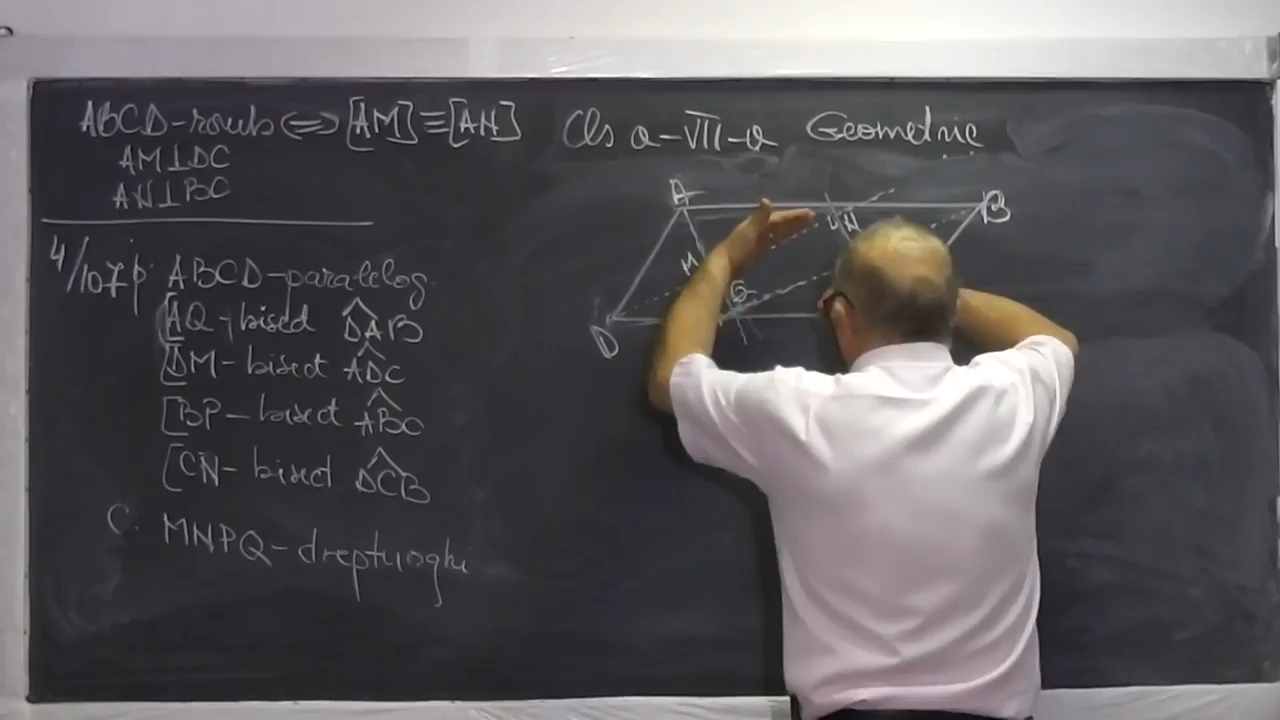 ABCD-romb ⇔ [AM] ≡ [AN]
AM⊥DC
AN⊥BC
Cls a-VII-a Geometrie
4/107 p. ABCD-paralelog.
[AQ - bisect DAB
[DM - bisect ADC
[BP - bisect ABC
[CN - bisect DCB
C: MNPQ-dreptunghi
A
B
N
M
Q
D